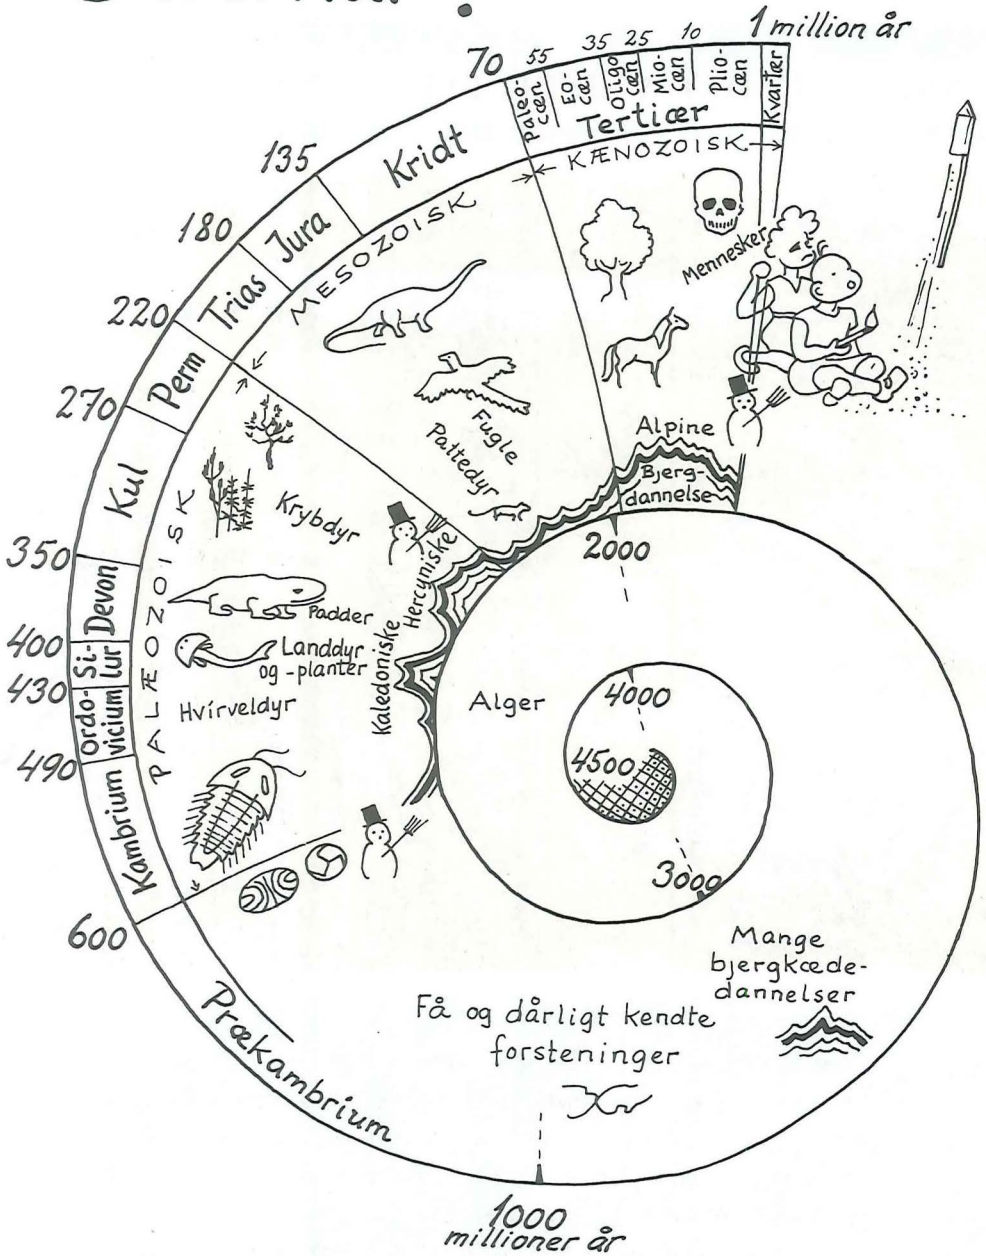 1 million år
10
25
35
55
70
135
180
220
270
350
400
430
490
600
Kvartær
Plio-
cæn
Mio-
cæn
Oligo
cæn
Eo-
cæn
Paleo-
cæn
Tertiær
Kridt
Jura
Trias
Perm
Kul
Devon
Si-
lur
Ordo-
vicium
Kambrium
Prækambrium
KÆNOZOISK
MESOZOISK
PALÆOZOISK
Mennesker
Fugle
Pattedyr
Krybdyr
Padder
Landdyr
og -planter
Hvirveldyr
Alpine
Bjerg-
dannelse
Hercyniske
Kaledoniske
2000
Alger
4000
4500
3000
Mange
bjergkæde-
dannelser
Få og dårligt kendte
forsteninger
1000
millioner år